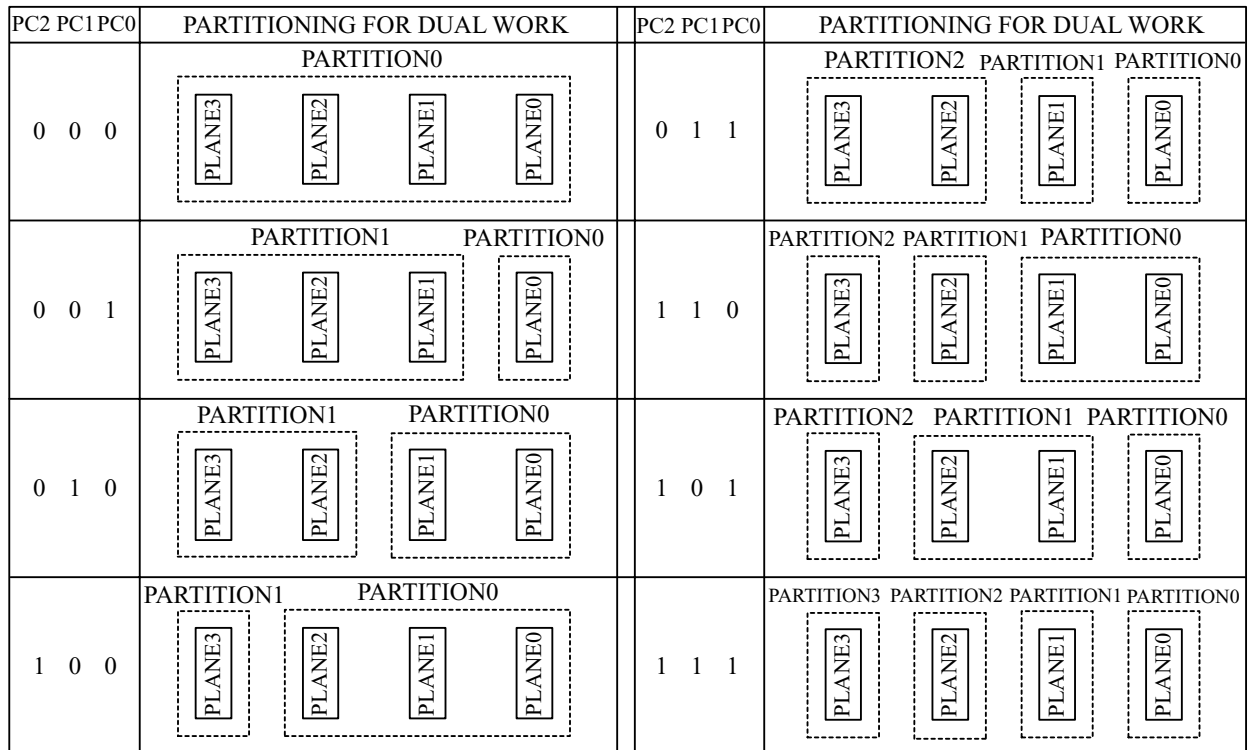 PC2 PC1PC0 PARTITIONING FOR DUAL WORK PC2 PC1PC0 PARTITIONING FOR DUAL WORK
PARTITION0
0 0 0
PLANE3 PLANE2 PLANE1 PLANE0
PARTITION2 PARTITION1 PARTITION0
0 1 1
PLANE3 PLANE2 PLANE1 PLANE0
PARTITION1 PARTITION0
0 0 1
PLANE3 PLANE2 PLANE1 PLANE0
PARTITION2 PARTITION1 PARTITION0
1 1 0
PLANE3 PLANE2 PLANE1 PLANE0
PARTITION1 PARTITION0
0 1 0
PLANE3 PLANE2 PLANE1 PLANE0
PARTITION2 PARTITION1 PARTITION0
1 0 1
PLANE3 PLANE2 PLANE1 PLANE0
PARTITION1 PARTITION0
1 0 0
PLANE3 PLANE2 PLANE1 PLANE0
PARTITION3 PARTITION2 PARTITION1 PARTITION0
1 1 1
PLANE3 PLANE2 PLANE1 PLANE0